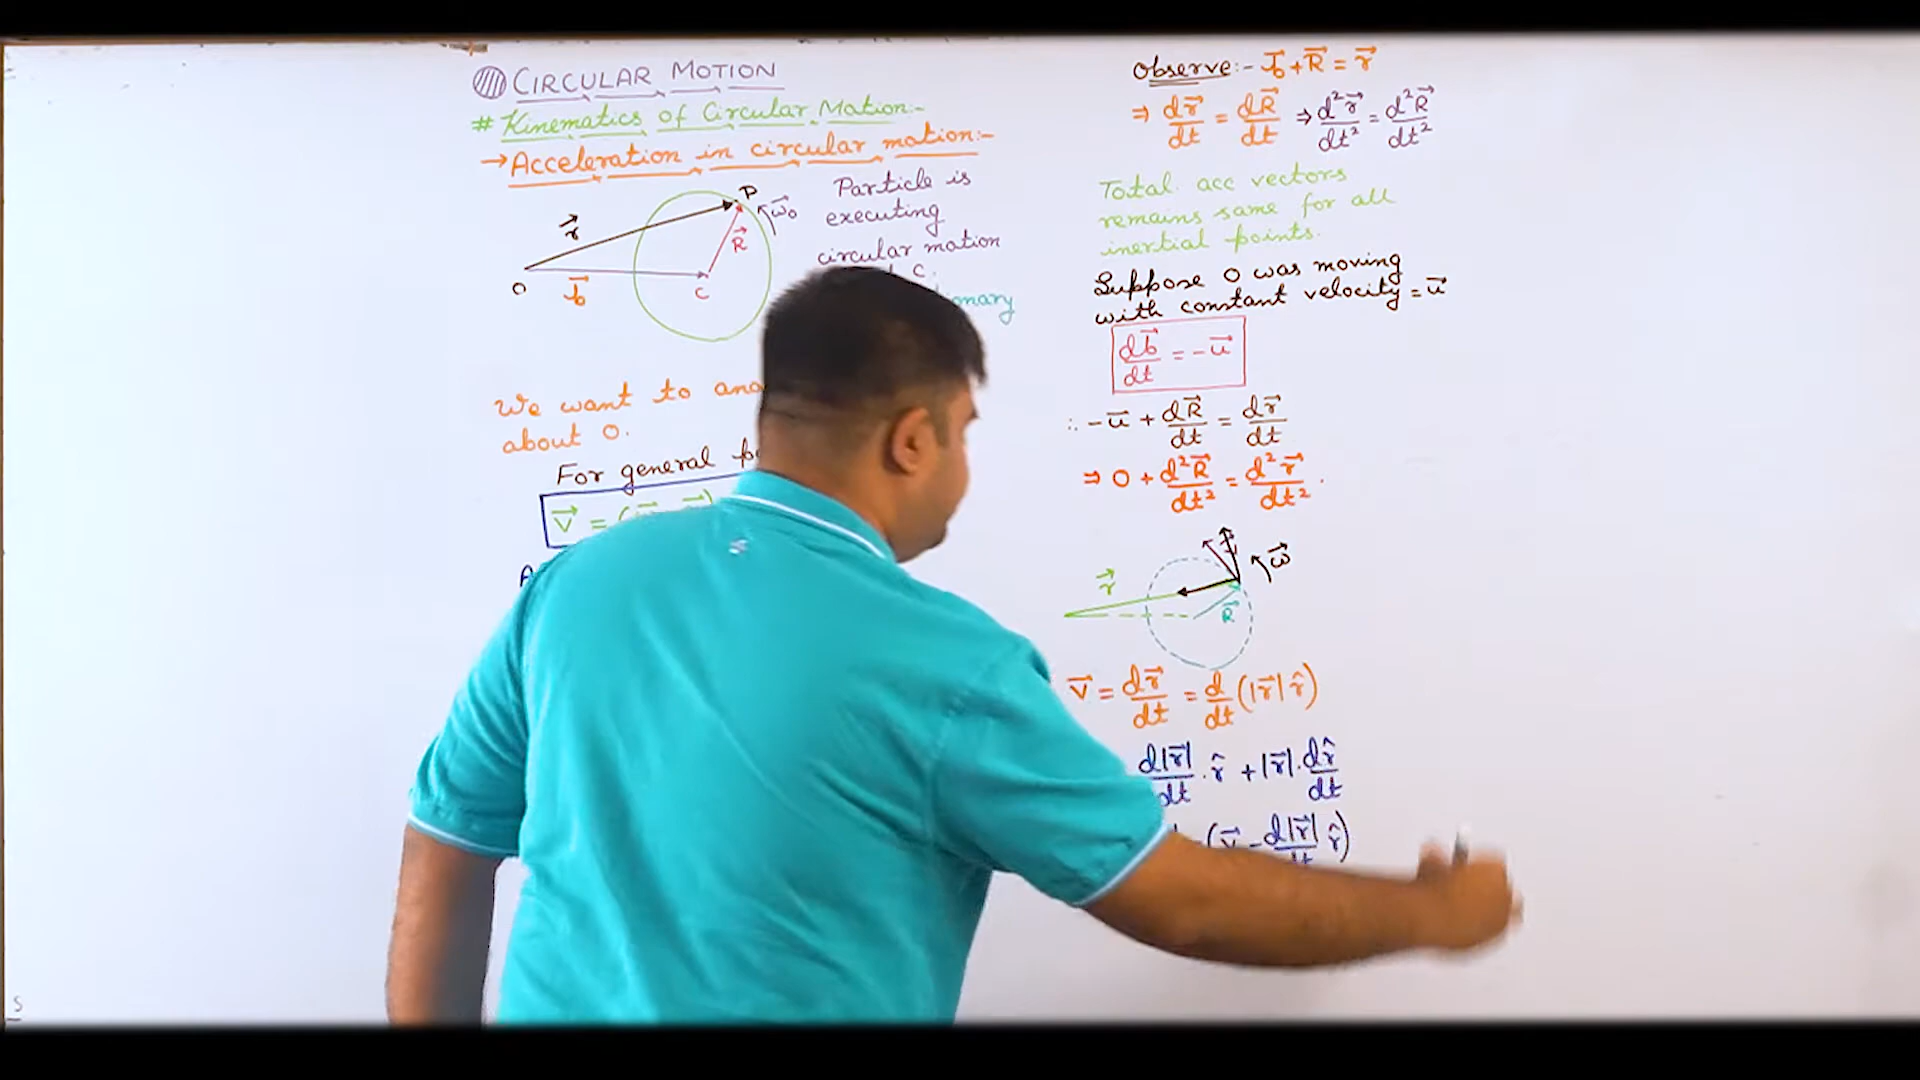 CIRCULAR MOTION
# Kinematics of Circular Motion:-
→Acceleration in circular motion:-
P
ω⃗₀
r⃗
R⃗
O
b⃗
C
Particle is
executing
circular motion
C.
We want to
about O.
For general
V⃗ = (
Observe:- b⃗ + R⃗ = r⃗
⇒ dr⃗/dt = dR⃗/dt ⇒ d²r⃗/dt² = d²R⃗/dt²
Total acc vectors
remains same for all
inertial points.
Suppose O was moving
with constant velocity = u⃗
db⃗/dt = -u⃗
∴ -u⃗ + dR⃗/dt = dr⃗/dt
⇒ 0 + d²R⃗/dt² = d²r⃗/dt².
ω⃗
r⃗
R⃗
V⃗ = dr⃗/dt = d/dt (|r⃗| r̂)
d|r⃗|/dt . r̂ + |r⃗| . dr̂/dt
(V⃗ - d|r⃗|/dt r̂)
S